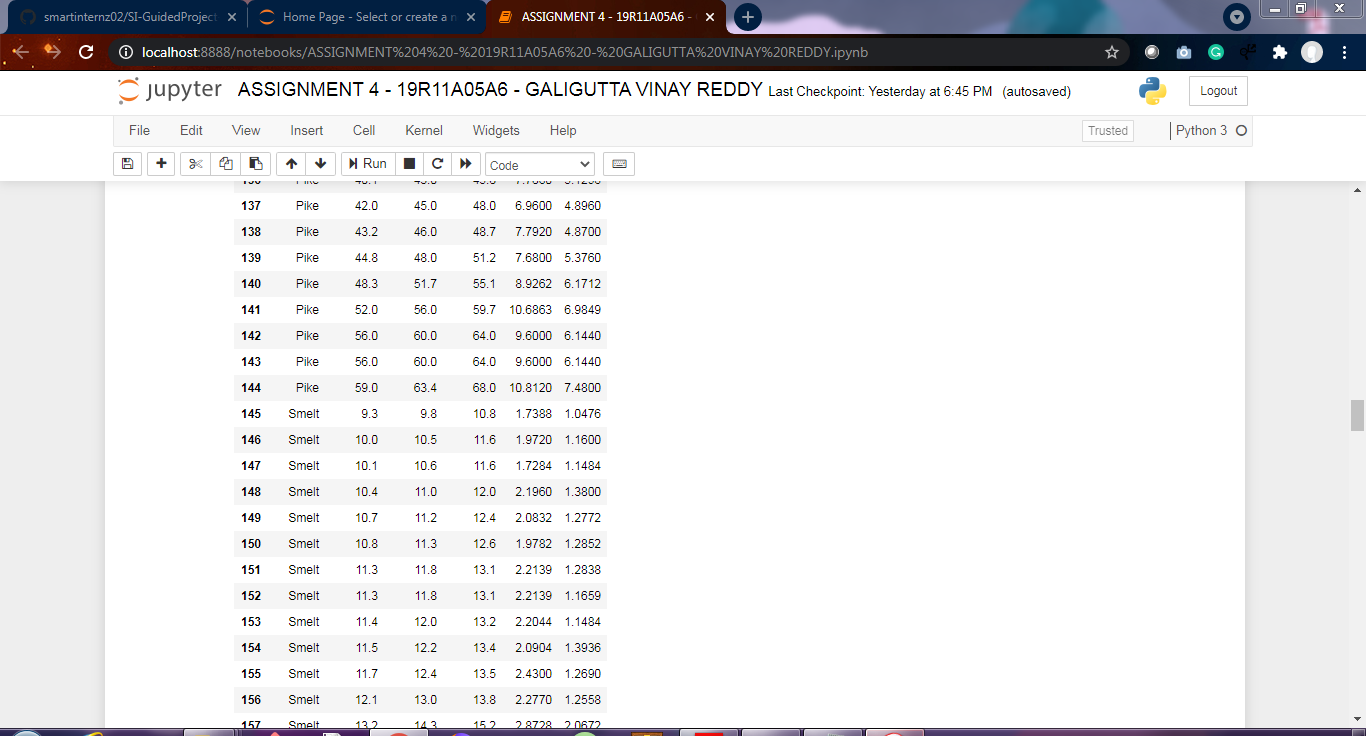 smartinternz02/SI-GuidedProject
Home Page - Select or create a n
ASSIGNMENT 4 - 19R11A05A6 -
localhost:8888/notebooks/ASSIGNMENT%204%20-%2019R11A05A6%20-%20GALIGUTTA%20VINAY%20REDDY.ipynb
jupyter ASSIGNMENT 4 - 19R11A05A6 - GALIGUTTA VINAY REDDY Last Checkpoint: Yesterday at 6:45 PM (autosaved)
Logout
File Edit View Insert Cell Kernel Widgets Help
Trusted
Python 3
Run
Code
137 Pike 42.0 45.0 48.0 6.9600 4.8960
138 Pike 43.2 46.0 48.7 7.7920 4.8700
139 Pike 44.8 48.0 51.2 7.6800 5.3760
140 Pike 48.3 51.7 55.1 8.9262 6.1712
141 Pike 52.0 56.0 59.7 10.6863 6.9849
142 Pike 56.0 60.0 64.0 9.6000 6.1440
143 Pike 56.0 60.0 64.0 9.6000 6.1440
144 Pike 59.0 63.4 68.0 10.8120 7.4800
145 Smelt 9.3 9.8 10.8 1.7388 1.0476
146 Smelt 10.0 10.5 11.6 1.9720 1.1600
147 Smelt 10.1 10.6 11.6 1.7284 1.1484
148 Smelt 10.4 11.0 12.0 2.1960 1.3800
149 Smelt 10.7 11.2 12.4 2.0832 1.2772
150 Smelt 10.8 11.3 12.6 1.9782 1.2852
151 Smelt 11.3 11.8 13.1 2.2139 1.2838
152 Smelt 11.3 11.8 13.1 2.2139 1.1659
153 Smelt 11.4 12.0 13.2 2.2044 1.1484
154 Smelt 11.5 12.2 13.4 2.0904 1.3936
155 Smelt 11.7 12.4 13.5 2.4300 1.2690
156 Smelt 12.1 13.0 13.8 2.2770 1.2558
157 Smelt 13.2 14.3 15.2 2.8728 2.0672